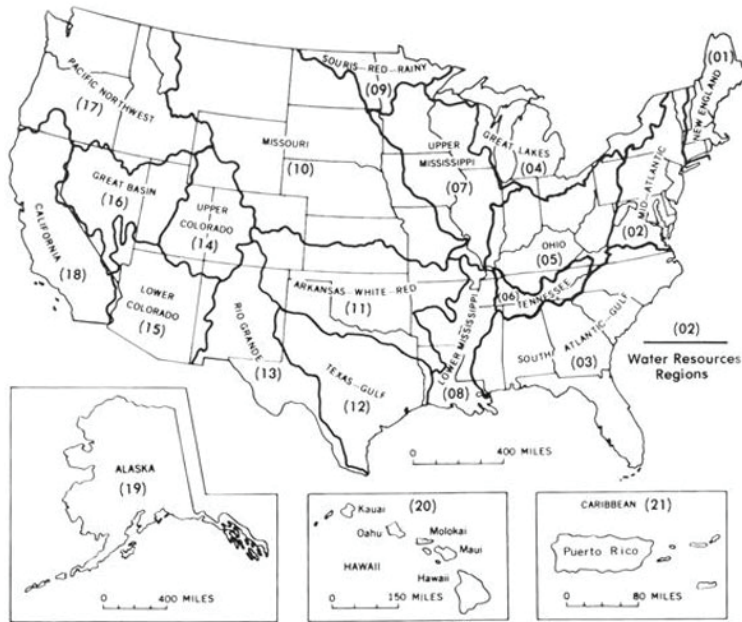 (01)
NEW ENGLAND
SOURIS-RED-RAINY
(09)
PACIFIC NORTHWEST
(17)
MISSOURI
(10)
UPPER
MISSISSIPPI
(07)
GREAT LAKES
(04)
MID-ATLANTIC
(02)
GREAT BASIN
(16)
UPPER
COLORADO
(14)
OHIO
(05)
CALIFORNIA
(18)
LOWER
COLORADO
(15)
ARKANSAS-WHITE-RED
(11)
(06)
TENNESSEE
RIO GRANDE
(13)
TEXAS-GULF
(12)
LOWER MISSISSIPPI
(08)
SOUTH ATLANTIC-GULF
(03)
(02)
Water Resources
Regions
0 400 MILES
ALASKA
(19)
0 400 MILES
(20)
Kauai
Oahu
Molokai
Maui
HAWAII
Hawaii
0 150 MILES
CARIBBEAN (21)
Puerto Rico
0 80 MILES